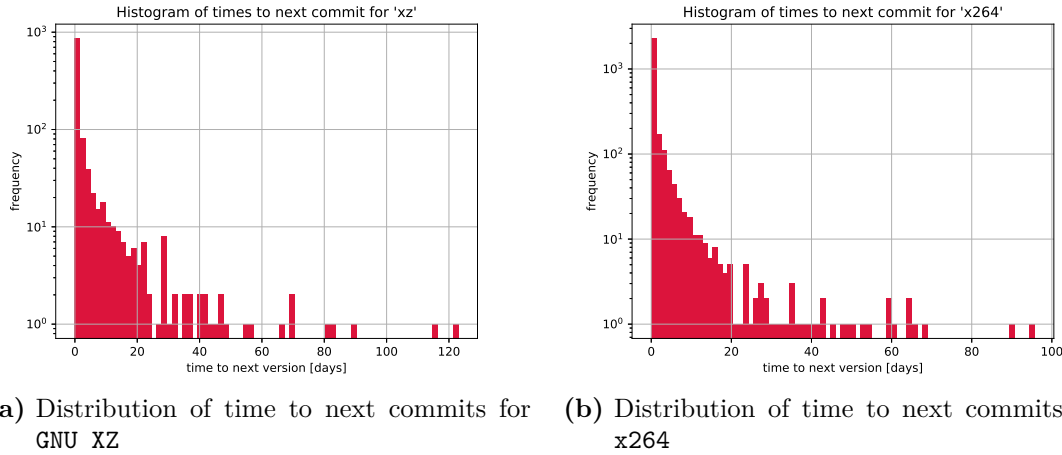 Histogram of times to next commit for 'xz'
10³
10²
10¹
10⁰
frequency
0 20 40 60 80 100 120
time to next version [days]
Histogram of times to next commit for 'x264'
10³
10²
10¹
10⁰
frequency
0 20 40 60 80 100
time to next version [days]
a) Distribution of time to next commits for
GNU XZ
(b) Distribution of time to next commits
x264